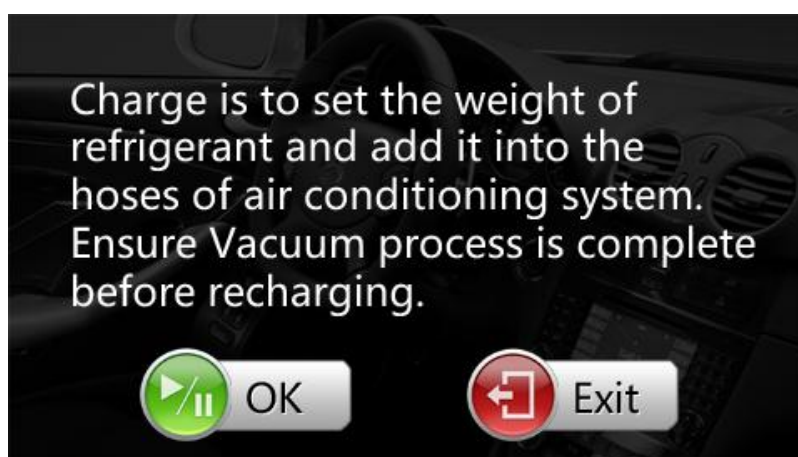 Charge is to set the weight of
refrigerant and add it into the
hoses of air conditioning system.
Ensure Vacuum process is complete
before recharging.
OK
Exit